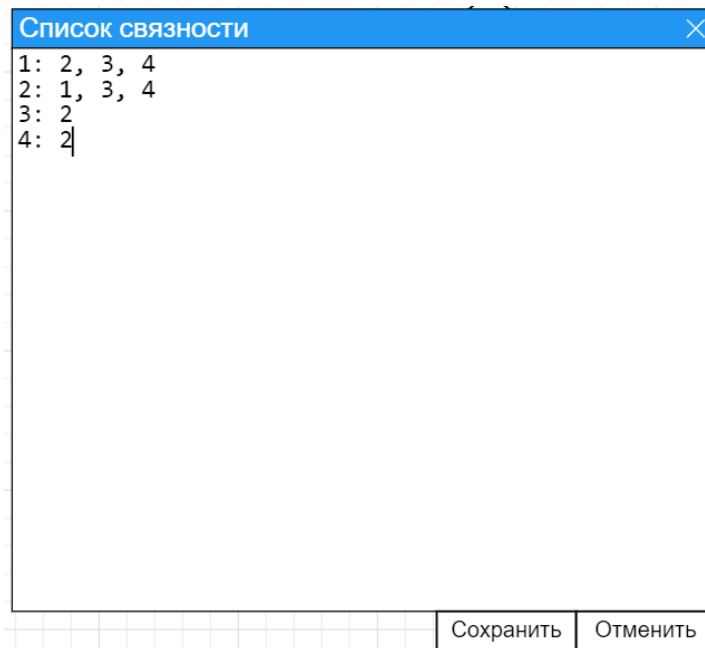 Список связности
1: 2, 3, 4
2: 1, 3, 4
3: 2
4: 2
Сохранить Отменить